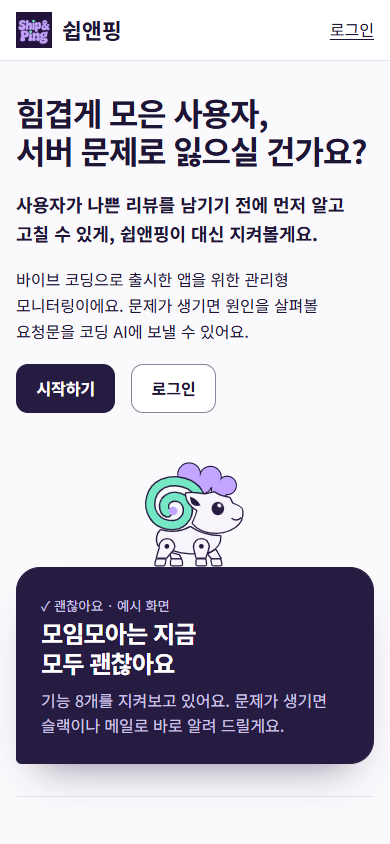 Ship&
Ping
쉽앤핑
로그인
힘겹게 모은 사용자,
서버 문제로 잃으실 건가요?
사용자가 나쁜 리뷰를 남기기 전에 먼저 알고
고칠 수 있게, 쉽앤핑이 대신 지켜볼게요.
바이브 코딩으로 출시한 앱을 위한 관리형
모니터링이에요. 문제가 생기면 원인을 살펴볼
요청문을 코딩 AI에 보낼 수 있어요.
시작하기
로그인
✓ 괜찮아요 · 예시 화면
모임모아는 지금
모두 괜찮아요
기능 8개를 지켜보고 있어요. 문제가 생기면
슬랙이나 메일로 바로 알려 드릴게요.